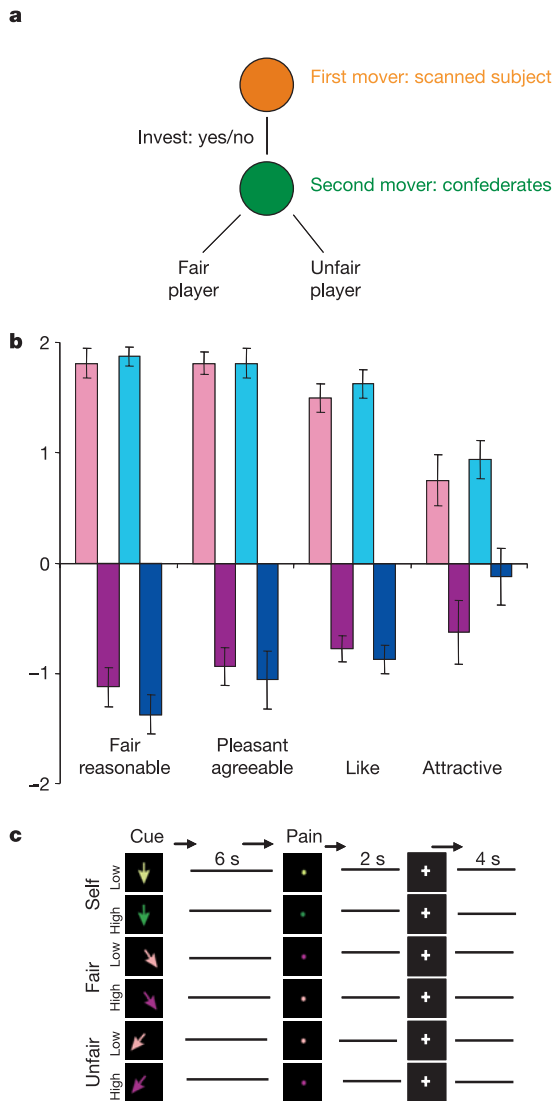 a
First mover: scanned subject
Invest: yes/no
Second mover: confederates
Fair
player
Unfair
player
b
2
1
0
−1
−2
Fair
reasonable
Pleasant
agreeable
Like
Attractive
c
Cue
Pain
6 s
2 s
4 s
Self
Low
High
Fair
Low
High
Unfair
Low
High